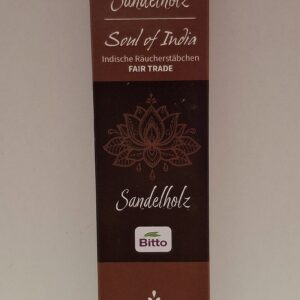 Sandelholz
Soul of India
Indische Räucherstäbchen
FAIR TRADE
Sandelholz
Bitto